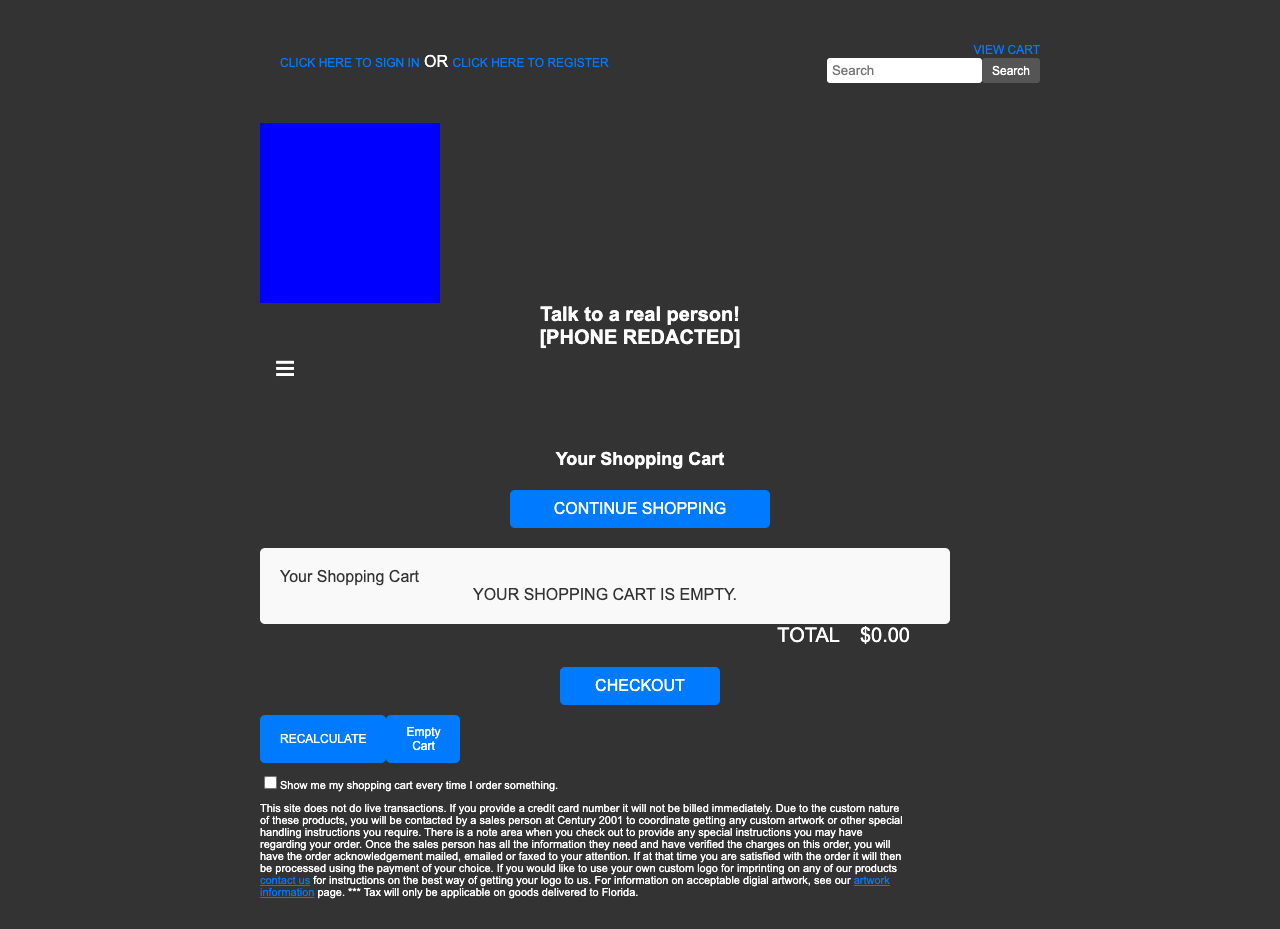 CLICK HERE TO SIGN IN OR CLICK HERE TO REGISTER
VIEW CART
Search Search
Talk to a real person!
[PHONE REDACTED]
Your Shopping Cart
CONTINUE SHOPPING
Your Shopping Cart
YOUR SHOPPING CART IS EMPTY.
TOTAL $0.00
CHECKOUT
RECALCULATE
Empty
Cart
Show me my shopping cart every time I order something.
This site does not do live transactions. If you provide a credit card number it will not be billed immediately. Due to the custom nature
of these products, you will be contacted by a sales person at Century 2001 to coordinate getting any custom artwork or other special
handling instructions you require. There is a note area when you check out to provide any special instructions you may have
regarding your order. Once the sales person has all the information they need and have verified the charges on this order, you will
have the order acknowledgement mailed, emailed or faxed to your attention. If at that time you are satisfied with the order it will then
be processed using the payment of your choice. If you would like to use your own custom logo for imprinting on any of our products
contact us for instructions on the best way of getting your logo to us. For information on acceptable digial artwork, see our artwork
information page. *** Tax will only be applicable on goods delivered to Florida.